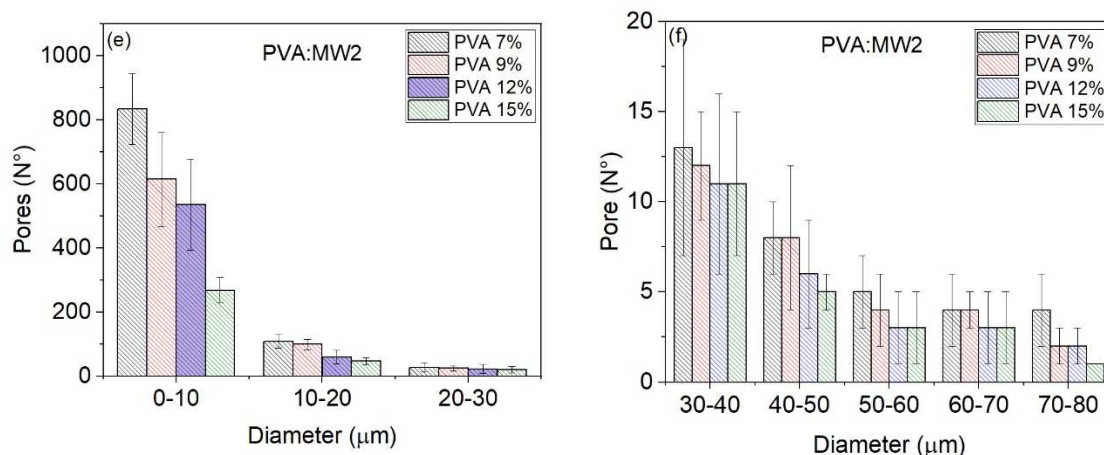 (e)
PVA:MW2
PVA 7%
PVA 9%
PVA 12%
PVA 15%
1000
800
600
400
200
0
Pores (N°)
0-10
10-20
20-30
Diameter (μm)
(f)
PVA:MW2
PVA 7%
PVA 9%
PVA 12%
PVA 15%
20
15
10
5
0
Pore (N°)
30-40
40-50
50-60
60-70
70-80
Diameter (μm)